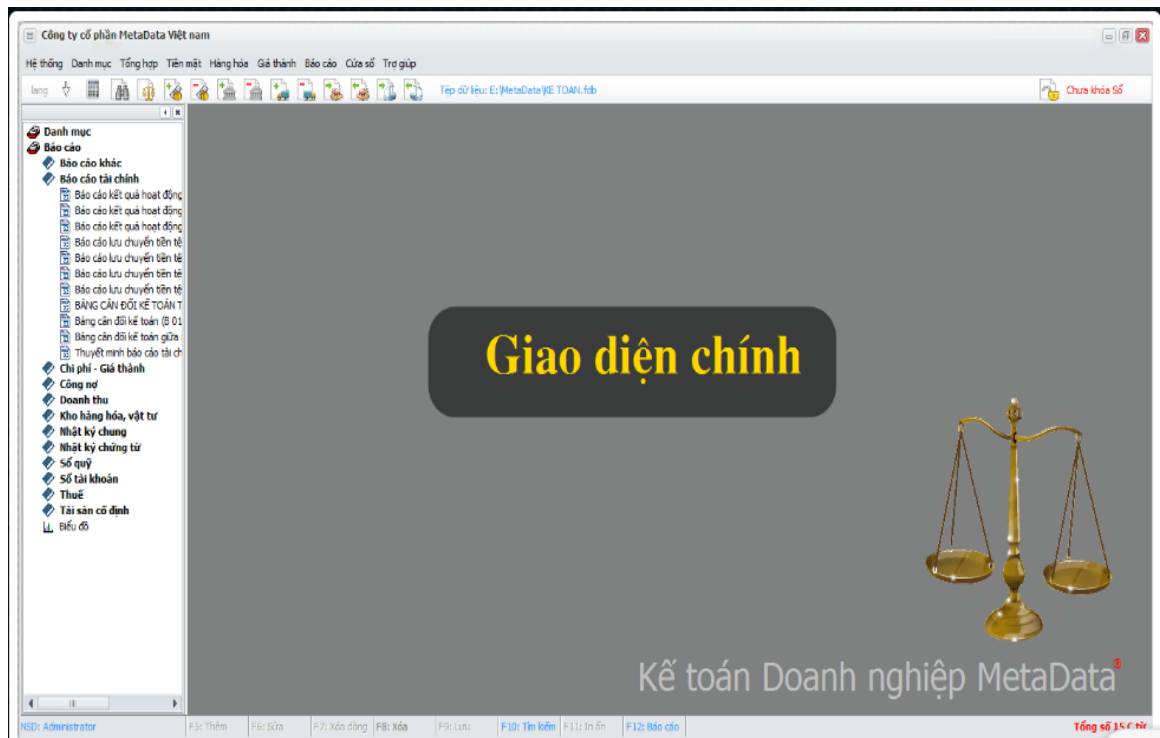 Công ty cổ phần MetaData Việt nam
Hệ thống Danh mục Tổng hợp Tiền mặt Hàng hóa Giá thành Báo cáo Cửa sổ Trợ giúp
lang
Tệp dữ liệu: E:\MetaData\KE TOAN.fdb
Chưa khóa Sổ
Danh mục
Báo cáo
Báo cáo khác
Báo cáo tài chính
Báo cáo kết quả hoạt động
Báo cáo kết quả hoạt động
Báo cáo kết quả hoạt động
Báo cáo lưu chuyển tiền tệ
Báo cáo lưu chuyển tiền tệ
Báo cáo lưu chuyển tiền tệ
Báo cáo lưu chuyển tiền tệ
BẢNG CÂN ĐỐI KẾ TOÁN T
Bảng cân đối kế toán (B 01
Bảng cân đối kế toán giữa
Thuyết minh báo cáo tài ch
Chi phí - Giá thành
Công nợ
Doanh thu
Kho hàng hóa, vật tư
Nhật ký chung
Nhật ký chứng từ
Sổ quỹ
Sổ tài khoản
Thuế
Tài sản cố định
Biểu đồ
Giao diện chính
Kế toán Doanh nghiệp MetaData®
NSD: Administrator F5: Thêm F6: Sửa F7: Xóa dòng F8: Xóa F9: Lưu F10: Tìm kiếm F11: In ấn F12: Báo cáo Tổng số 15 C từ